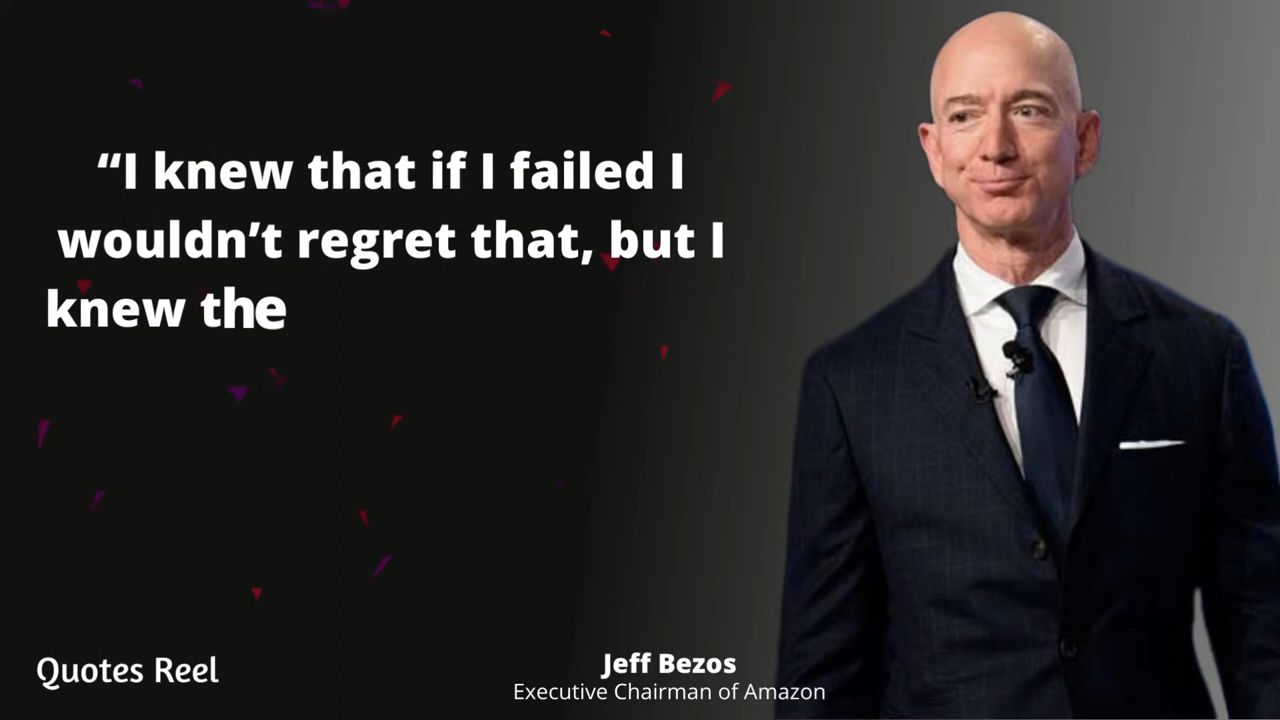 “I knew that if I failed I
wouldn’t regret that, but I
knew the
Quotes Reel
Jeff Bezos
Executive Chairman of Amazon